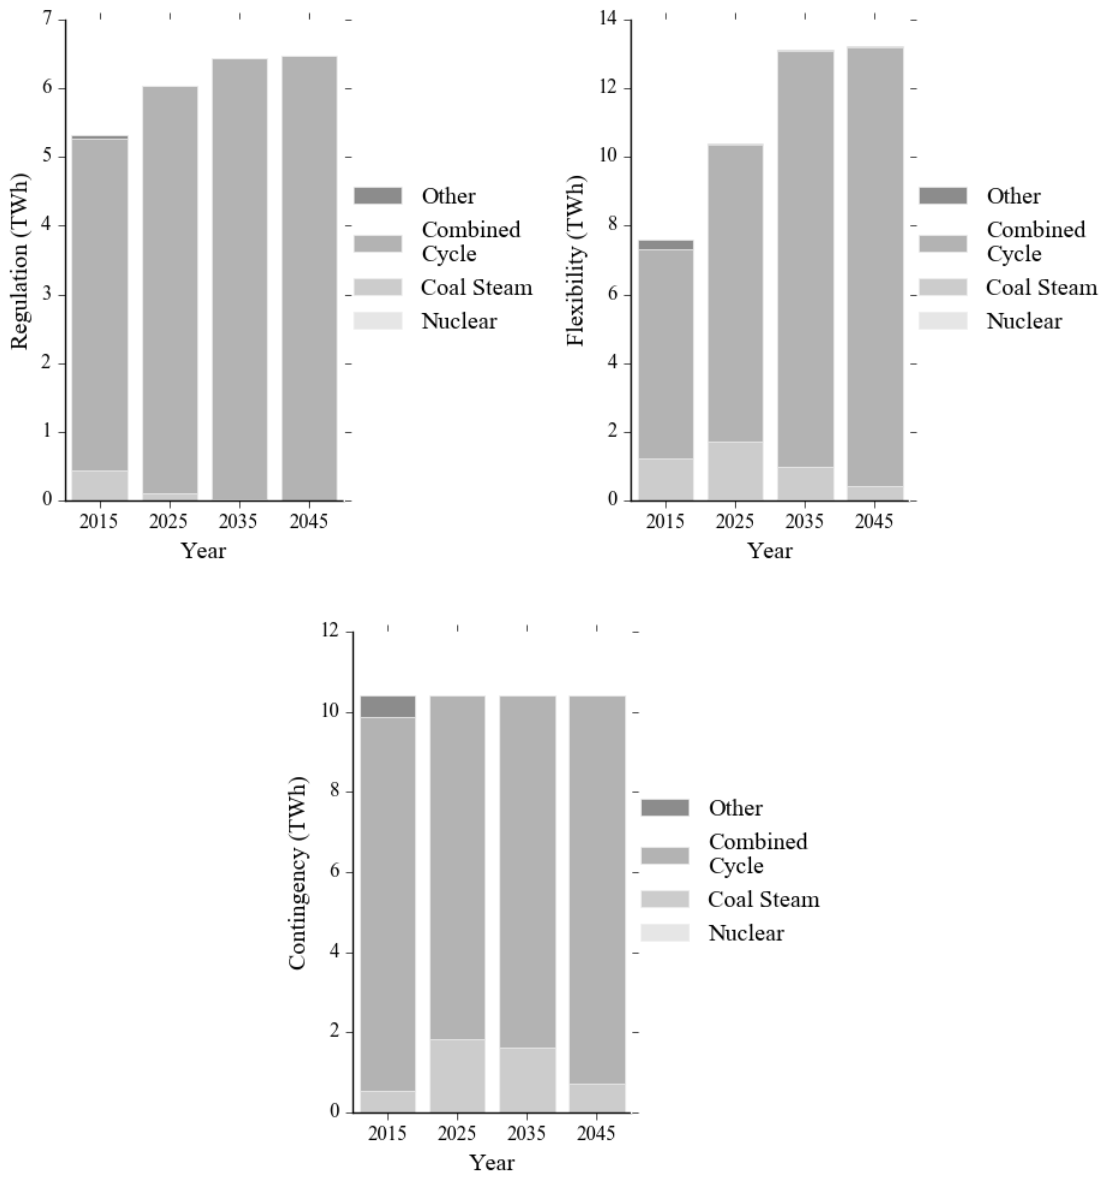 7
6
5
4
3
2
1
0
Regulation (TWh)
2015 2025 2035 2045
Year
Other
Combined
Cycle
Coal Steam
Nuclear
14
12
10
8
6
4
2
0
Flexibility (TWh)
2015 2025 2035 2045
Year
Other
Combined
Cycle
Coal Steam
Nuclear
12
10
8
6
4
2
0
Contingency (TWh)
2015 2025 2035 2045
Year
Other
Combined
Cycle
Coal Steam
Nuclear